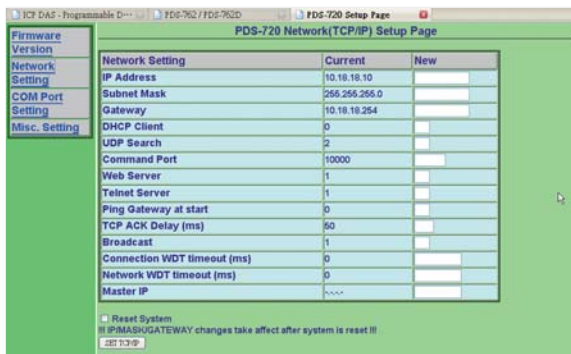 ICP DAS - Programmable D··· PDS-762 / PDS-762D PDS-720 Setup Page
Firmware Version
Network Setting
COM Port Setting
Misc. Setting
PDS-720 Network(TCP/IP) Setup Page
Network Setting Current New
IP Address 10.18.18.10
Subnet Mask 255.255.255.0
Gateway 10.18.18.254
DHCP Client 0
UDP Search 2
Command Port 10000
Web Server 1
Telnet Server 1
Ping Gateway at start 0
TCP ACK Delay (ms) 50
Broadcast 1
Connection WDT timeout (ms) 0
Network WDT timeout (ms) 0
Master IP -.-.-.-
Reset System
!!! IP/MASK/GATEWAY changes take affect after system is reset !!!
SET TCP/IP